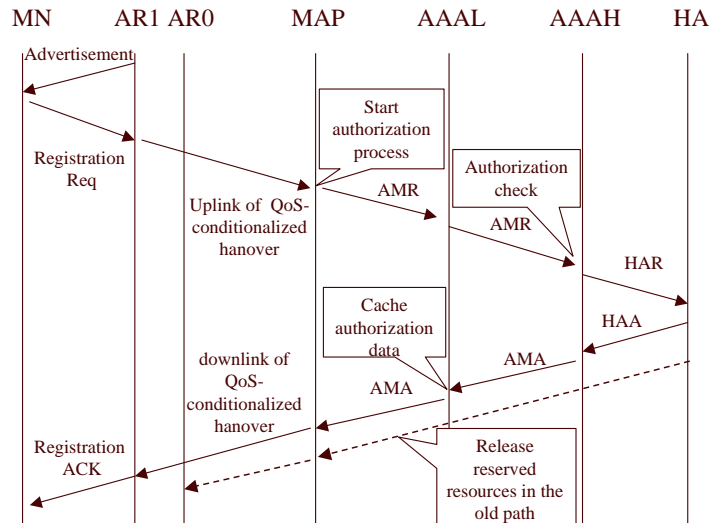 MN AR1 AR0 MAP AAAL AAAH HA
Advertisement
Start
authorization
process
Registration
Req
Authorization
check
AMR
Uplink of QoS-
conditionalized
hanover
AMR
HAR
Cache
authorization
data
HAA
downlink of
QoS-
conditionalized
hanover
AMA
AMA
Registration
ACK
Release
reserved
resources in the
old path